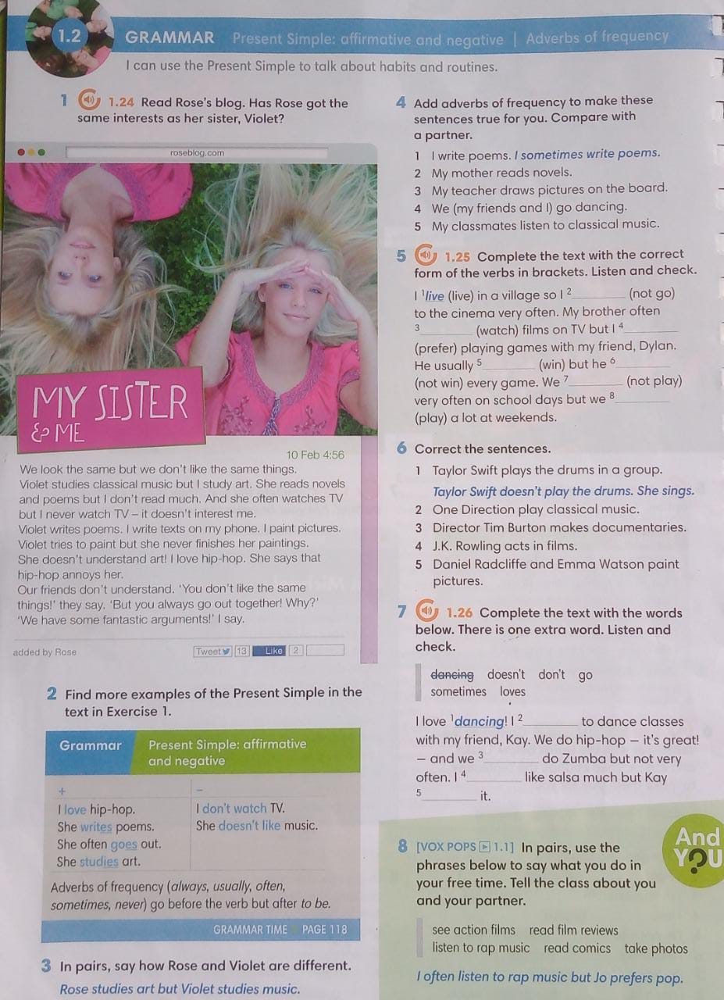 1.2 GRAMMAR Present Simple: affirmative and negative | Adverbs of frequency
I can use the Present Simple to talk about habits and routines.
1 1.24 Read Rose's blog. Has Rose got the
same interests as her sister, Violet?
roseblog.com
MY SISTER
& ME
10 Feb 4:56
We look the same but we don't like the same things.
Violet studies classical music but I study art. She reads novels
and poems but I don't read much. And she often watches TV
but I never watch TV – it doesn't interest me.
Violet writes poems. I write texts on my phone. I paint pictures.
Violet tries to paint but she never finishes her paintings.
She doesn't understand art! I love hip-hop. She says that
hip-hop annoys her.
Our friends don't understand. 'You don't like the same
things!' they say. 'But you always go out together! Why?'
'We have some fantastic arguments!' I say.
added by Rose Tweet 13 Like 2
2 Find more examples of the Present Simple in the
text in Exercise 1.
Grammar Present Simple: affirmative
and negative
+ –
I love hip-hop. I don't watch TV.
She writes poems. She doesn't like music.
She often goes out.
She studies art.
Adverbs of frequency (always, usually, often,
sometimes, never) go before the verb but after to be.
GRAMMAR TIME PAGE 118
3 In pairs, say how Rose and Violet are different.
Rose studies art but Violet studies music.
4 Add adverbs of frequency to make these
sentences true for you. Compare with
a partner.
1 I write poems. I sometimes write poems.
2 My mother reads novels.
3 My teacher draws pictures on the board.
4 We (my friends and I) go dancing.
5 My classmates listen to classical music.
5 1.25 Complete the text with the correct
form of the verbs in brackets. Listen and check.
I ¹live (live) in a village so I ²________ (not go)
to the cinema very often. My brother often
³________ (watch) films on TV but I ⁴________
(prefer) playing games with my friend, Dylan.
He usually ⁵________ (win) but he ⁶________
(not win) every game. We ⁷________ (not play)
very often on school days but we ⁸________
(play) a lot at weekends.
6 Correct the sentences.
1 Taylor Swift plays the drums in a group.
Taylor Swift doesn't play the drums. She sings.
2 One Direction play classical music.
3 Director Tim Burton makes documentaries.
4 J.K. Rowling acts in films.
5 Daniel Radcliffe and Emma Watson paint
pictures.
7 1.26 Complete the text with the words
below. There is one extra word. Listen and
check.
dancing doesn't don't go
sometimes loves
I love ¹dancing! I ²________ to dance classes
with my friend, Kay. We do hip-hop – it's great!
– and we ³________ do Zumba but not very
often. I ⁴________ like salsa much but Kay
⁵________ it.
And
Y?U
8 [VOX POPS 1.1] In pairs, use the
phrases below to say what you do in
your free time. Tell the class about you
and your partner.
see action films read film reviews
listen to rap music read comics take photos
I often listen to rap music but Jo prefers pop.